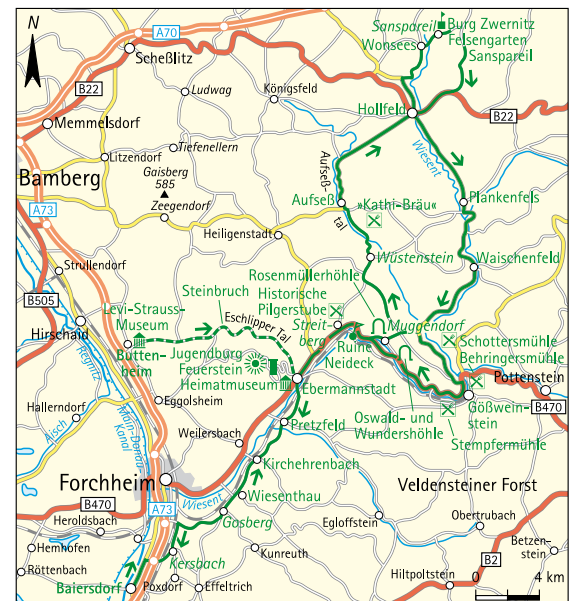 N
A70
Scheßlitz
B22
Ludwag
Königsfeld
Memmelsdorf
Tiefenellern
Litzendorf
Bamberg
Gaisberg
585
Zeegendorf
A73
Heiligenstadt
Strullendorf
B505
Hirschaid
Regnitz
Sanspareil
Burg Zwernitz
Wonsees
Felsengarten
Sanspareil
Hollfeld
B22
Wiesent
Aufseß-
tal
Aufseß
»Kathi-Bräu«
Plankenfels
Wüstenstein
Waischenfeld
Rosenmüllerhöhle
Steinbruch
Historische
Pilgerstube
Levi-Strauss-
Museum
Eschlipper Tal
Streit-
berg
Muggendorf
Butten-
heim
Jugendburg
Feuerstein
Heimatmuseum
Ruine
Neideck
Schottersmühle
Behringersmühle
Ebermannstadt
Pottenstein
B470
Oswald- und
Wundershöhle
Gößwein-
stein
Stempfermühle
Eggolsheim
Hallerndorf
Aisch
Main-Donau
Kanal
Pretzfeld
Weilersbach
Kirchehrenbach
Forchheim
Wiesent
Wiesenthau
Veldensteiner Forst
B470
A73
Heroldsbach
Gosberg
Egloffstein
Obertrubach
Betzen-
stein
B2
Hemhofen
Kersbach
Kunreuth
Röttenbach
Baiersdorf
Poxdorf
Effeltrich
Hiltpoltstein
0
4 km